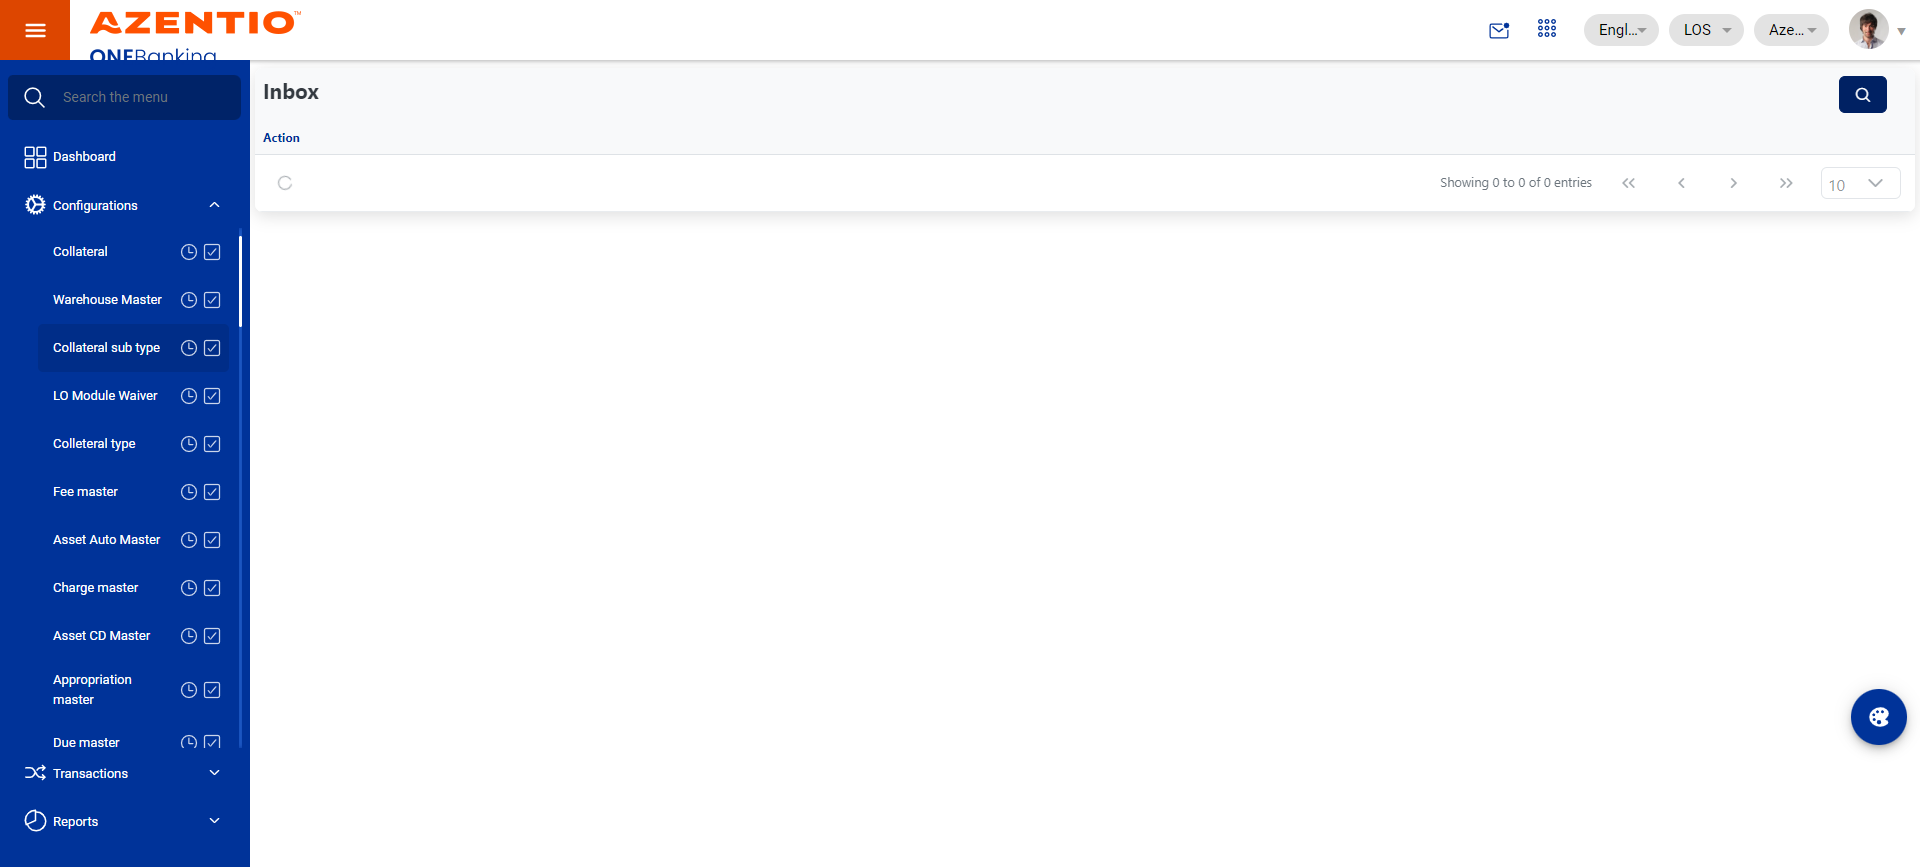 AZENTIO™
ONEBanking
Engl...
LOS
Aze...
Search the menu
Dashboard
Configurations
Collateral
Warehouse Master
Collateral sub type
LO Module Waiver
Colleteral type
Fee master
Asset Auto Master
Charge master
Asset CD Master
Appropriation
master
Due master
Transactions
Reports
Inbox
Action
Showing 0 to 0 of 0 entries
10